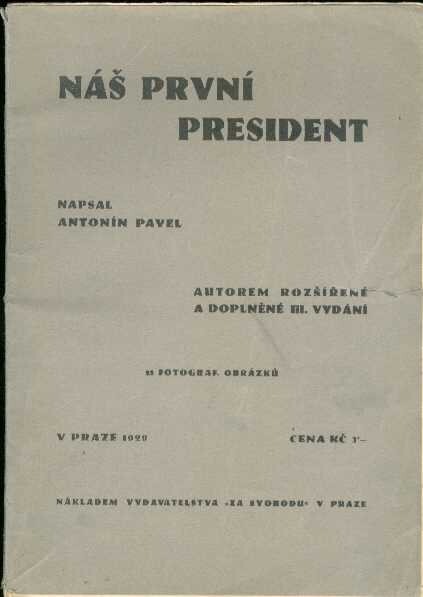 NÁŠ PRVNÍ
PRESIDENT
NAPSAL
ANTONÍN PAVEL
AUTOREM ROZŠÍŘENÉ
A DOPLNĚNÉ III. VYDÁNÍ
FOTOGRAF. OBRÁZKŮ
V PRAZE 1929
CENA KČ
NÁKLADEM VYDAVATELSTVA „ZA SVOBODU“ V PRAZE